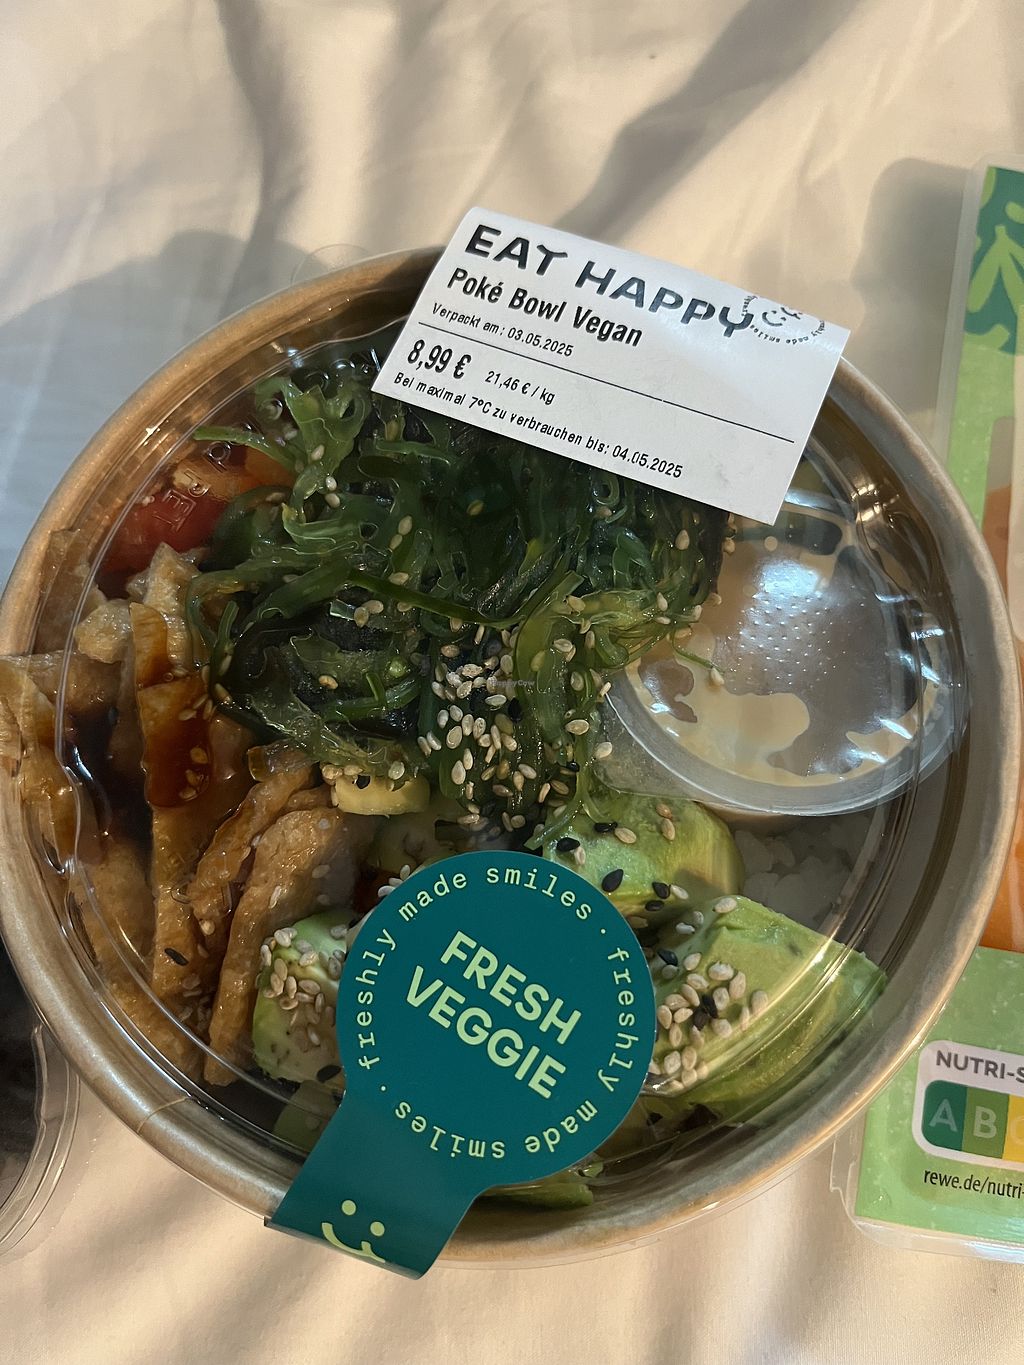 EAT HAPPY
Poké Bowl Vegan
Verpackt am: 03.05.2025
8,99 € 21,46 € / kg
Bei maximal 7°C zu verbrauchen bis: 04.05.2025
freshly made smiles · freshly made smiles ·
FRESH
VEGGIE
NUTRI-S
A B C
rewe.de/nutri-